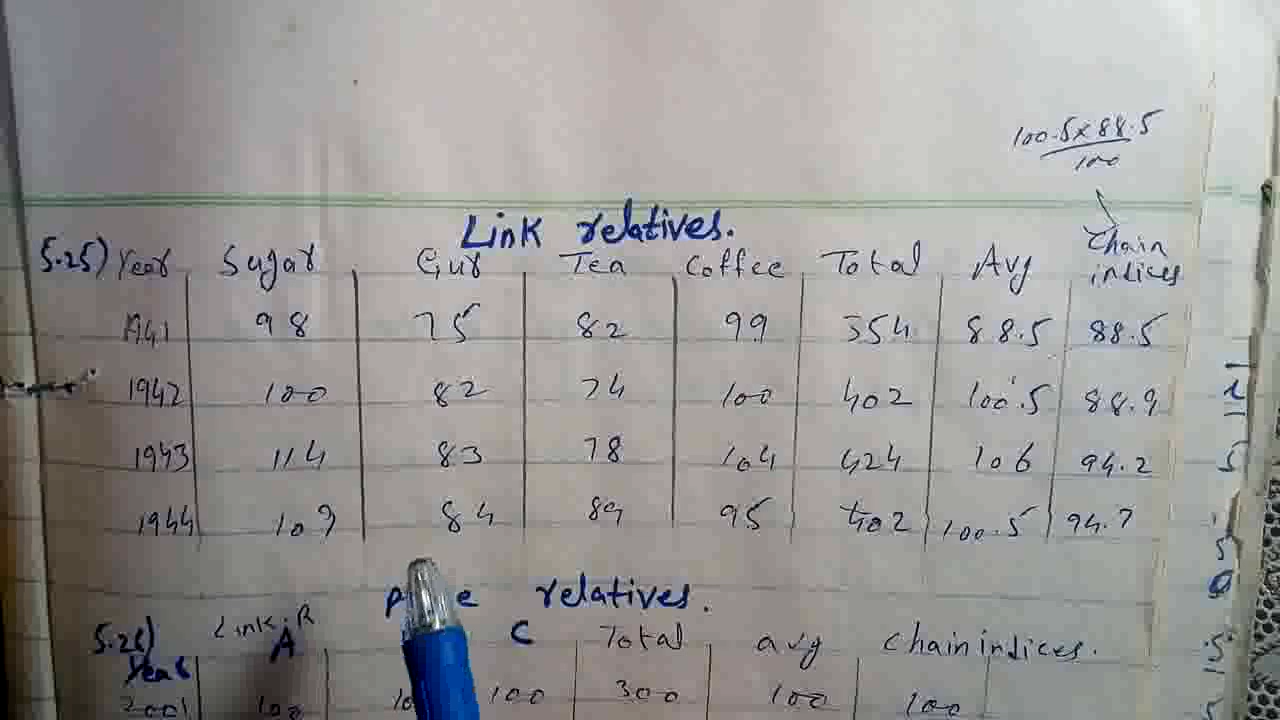 100.5×88.5
100
Link relatives.
5.25) Year Sugar Gur Tea Coffee Total Avg Chain indices
1941 98 75 82 99 354 88.5 88.5
1942 100 82 74 100 402 100.5 88.9
1943 114 83 78 104 424 106 94.2
1944 109 84 89 95 402 100.5 94.7
relatives.
Link.R
A C Total avg Chain indices.
Year
2001 100 100 300 100 100